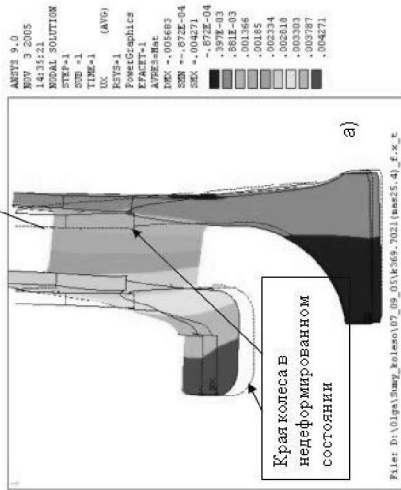 ANSYS 9.0
NOV 3 2005
14:35:21
NODAL SOLUTION
STEP=1
SUB =1
TIME=1
UX (AVG)
RSYS=1
PowerGraphics
EFACET=1
AVRES=Mat
DMX =.005683
SMN =-.872E-04
SMX =.004271
-.872E-04
.397E-03
.881E-03
.001366
.00185
.002334
.002818
.003303
.003787
.004271
а)
Края колеса в
недеформированном
состоянии